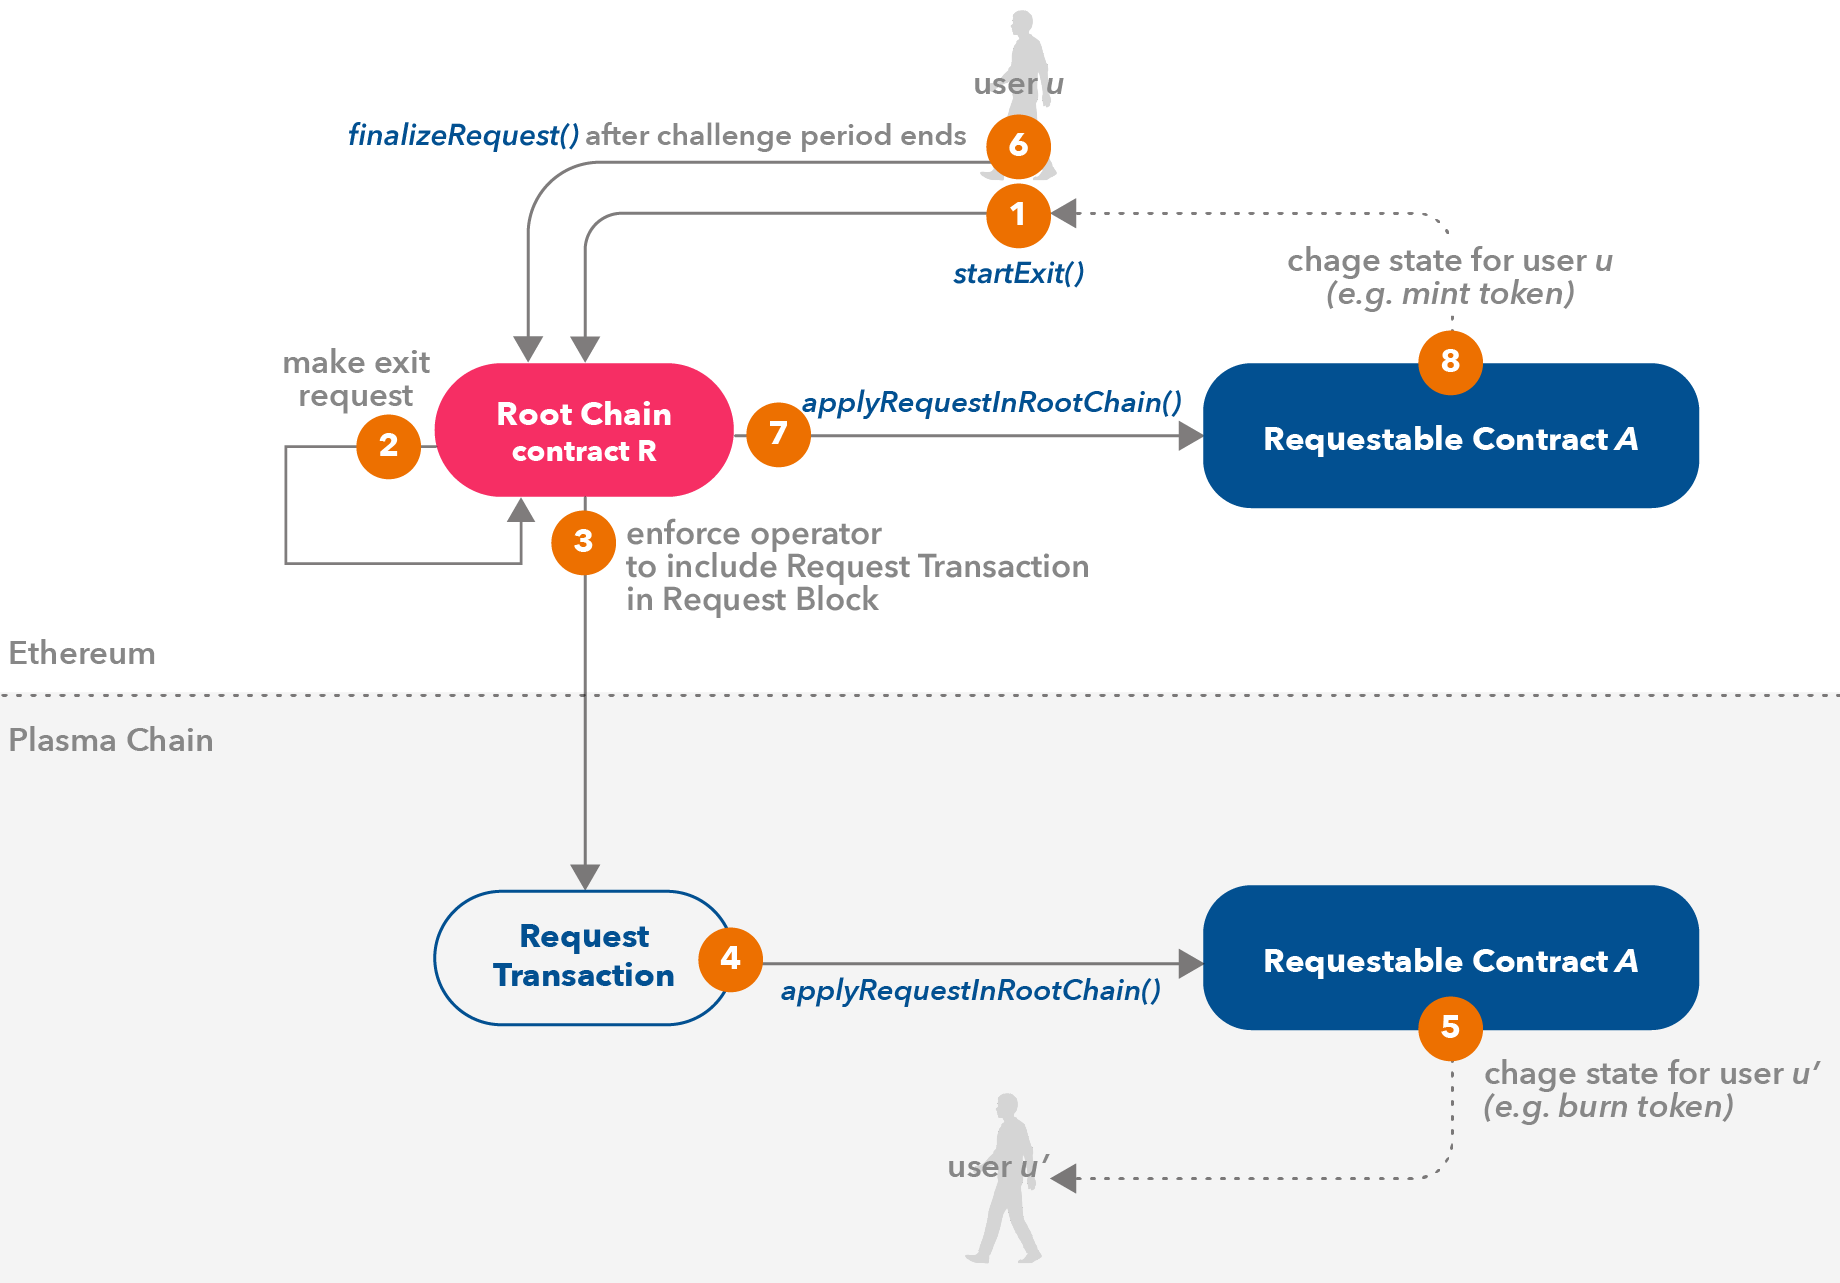 user u
finalizeRequest() after challenge period ends
6
1
startExit()
chage state for user u
(e.g. mint token)
8
make exit
request
2
Root Chain
contract R
7
applyRequestInRootChain()
Requestable Contract A
3
enforce operator
to include Request Transaction
in Request Block
Ethereum
Plasma Chain
Request
Transaction
4
applyRequestInRootChain()
Requestable Contract A
5
chage state for user u’
(e.g. burn token)
user u’